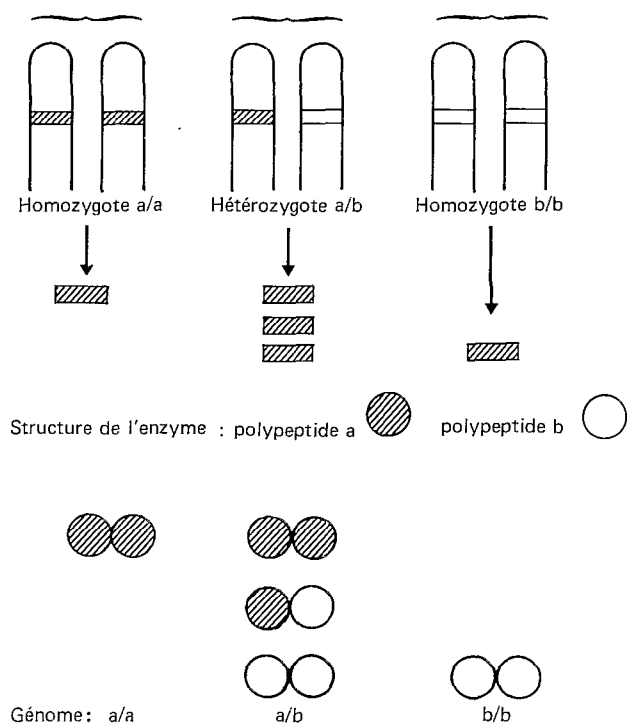 Homozygote a/a Hétérozygote a/b Homozygote b/b
Structure de l'enzyme : polypeptide a polypeptide b
Génome: a/a a/b b/b